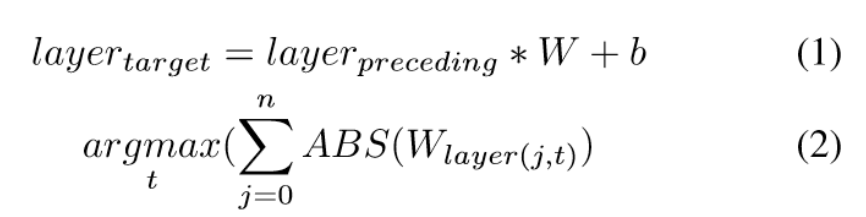 layer_{target} = layer_{preceding} * W + b (1)
argmax_t(\sum_{j=0}^{n} ABS(W_{layer(j,t)}) (2)